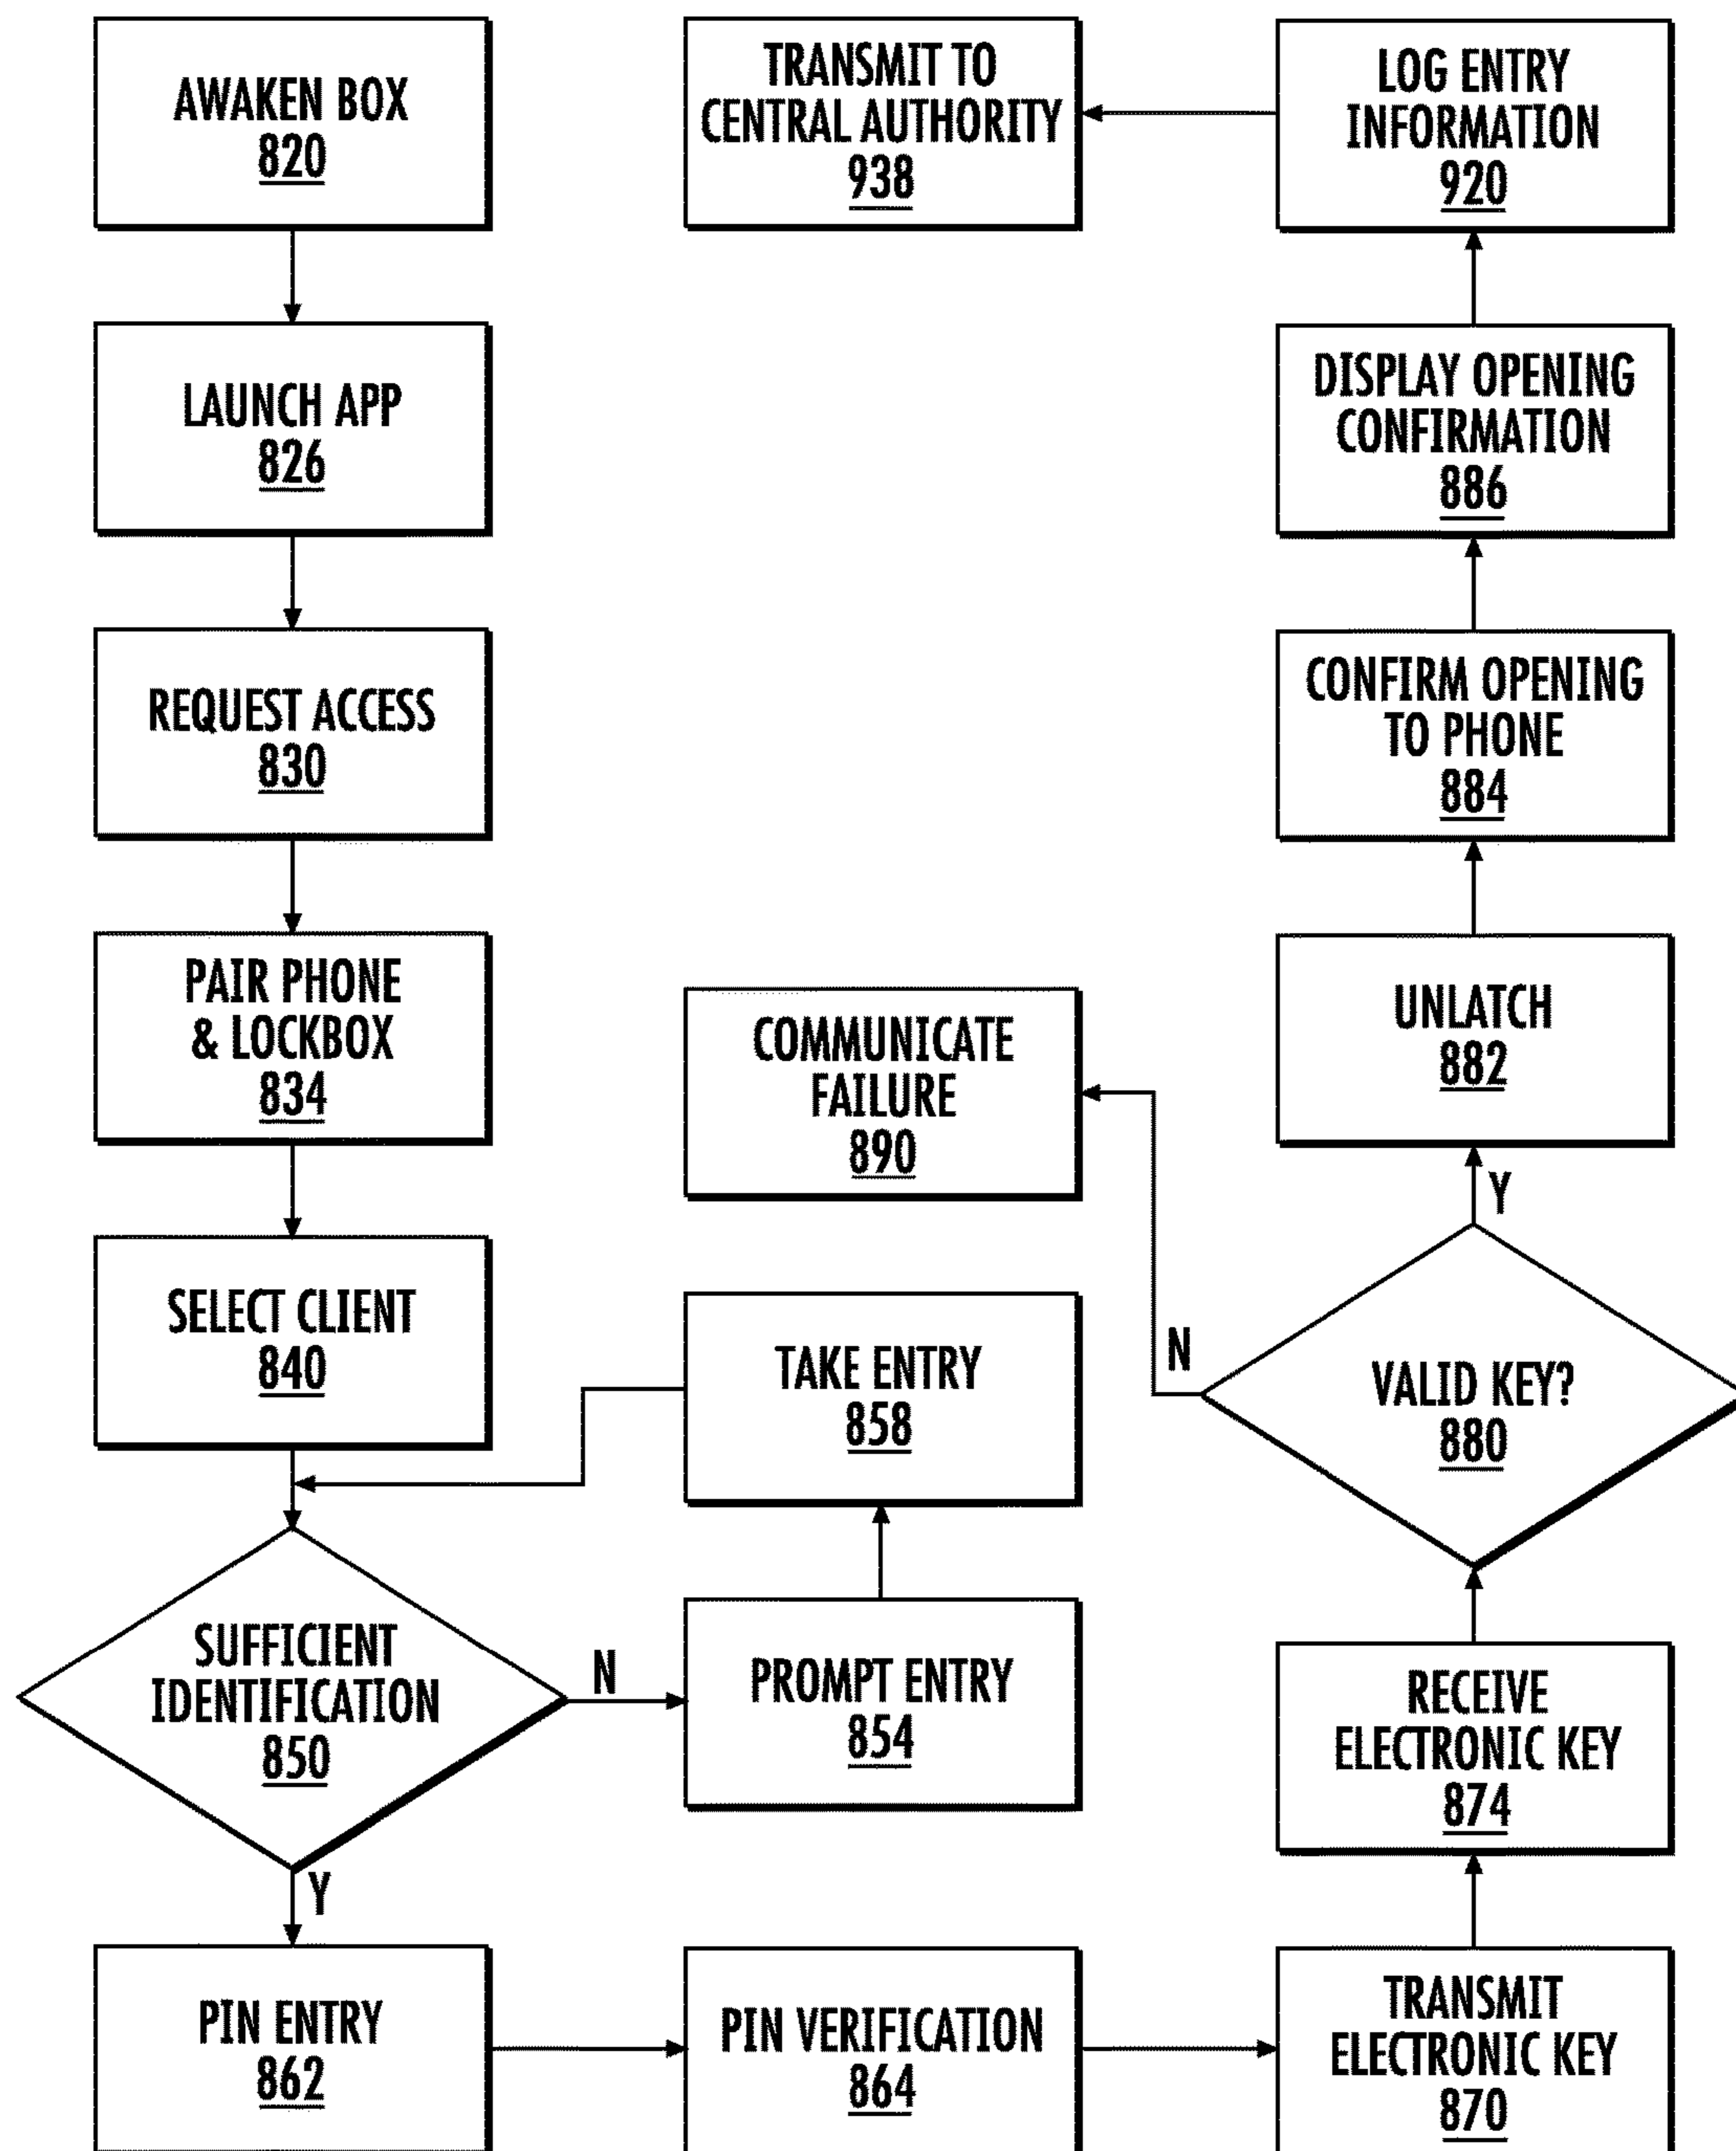 AWAKEN BOX
820
LAUNCH APP
826
REQUEST ACCESS
830
PAIR PHONE
& LOCKBOX
834
SELECT CLIENT
840
SUFFICIENT
IDENTIFICATION
850
N
Y
PROMPT ENTRY
854
TAKE ENTRY
858
PIN ENTRY
862
PIN VERIFICATION
864
TRANSMIT
ELECTRONIC KEY
870
RECEIVE
ELECTRONIC KEY
874
VALID KEY?
880
N
Y
COMMUNICATE
FAILURE
890
UNLATCH
882
CONFIRM OPENING
TO PHONE
884
DISPLAY OPENING
CONFIRMATION
886
LOG ENTRY
INFORMATION
920
TRANSMIT TO
CENTRAL AUTHORITY
938